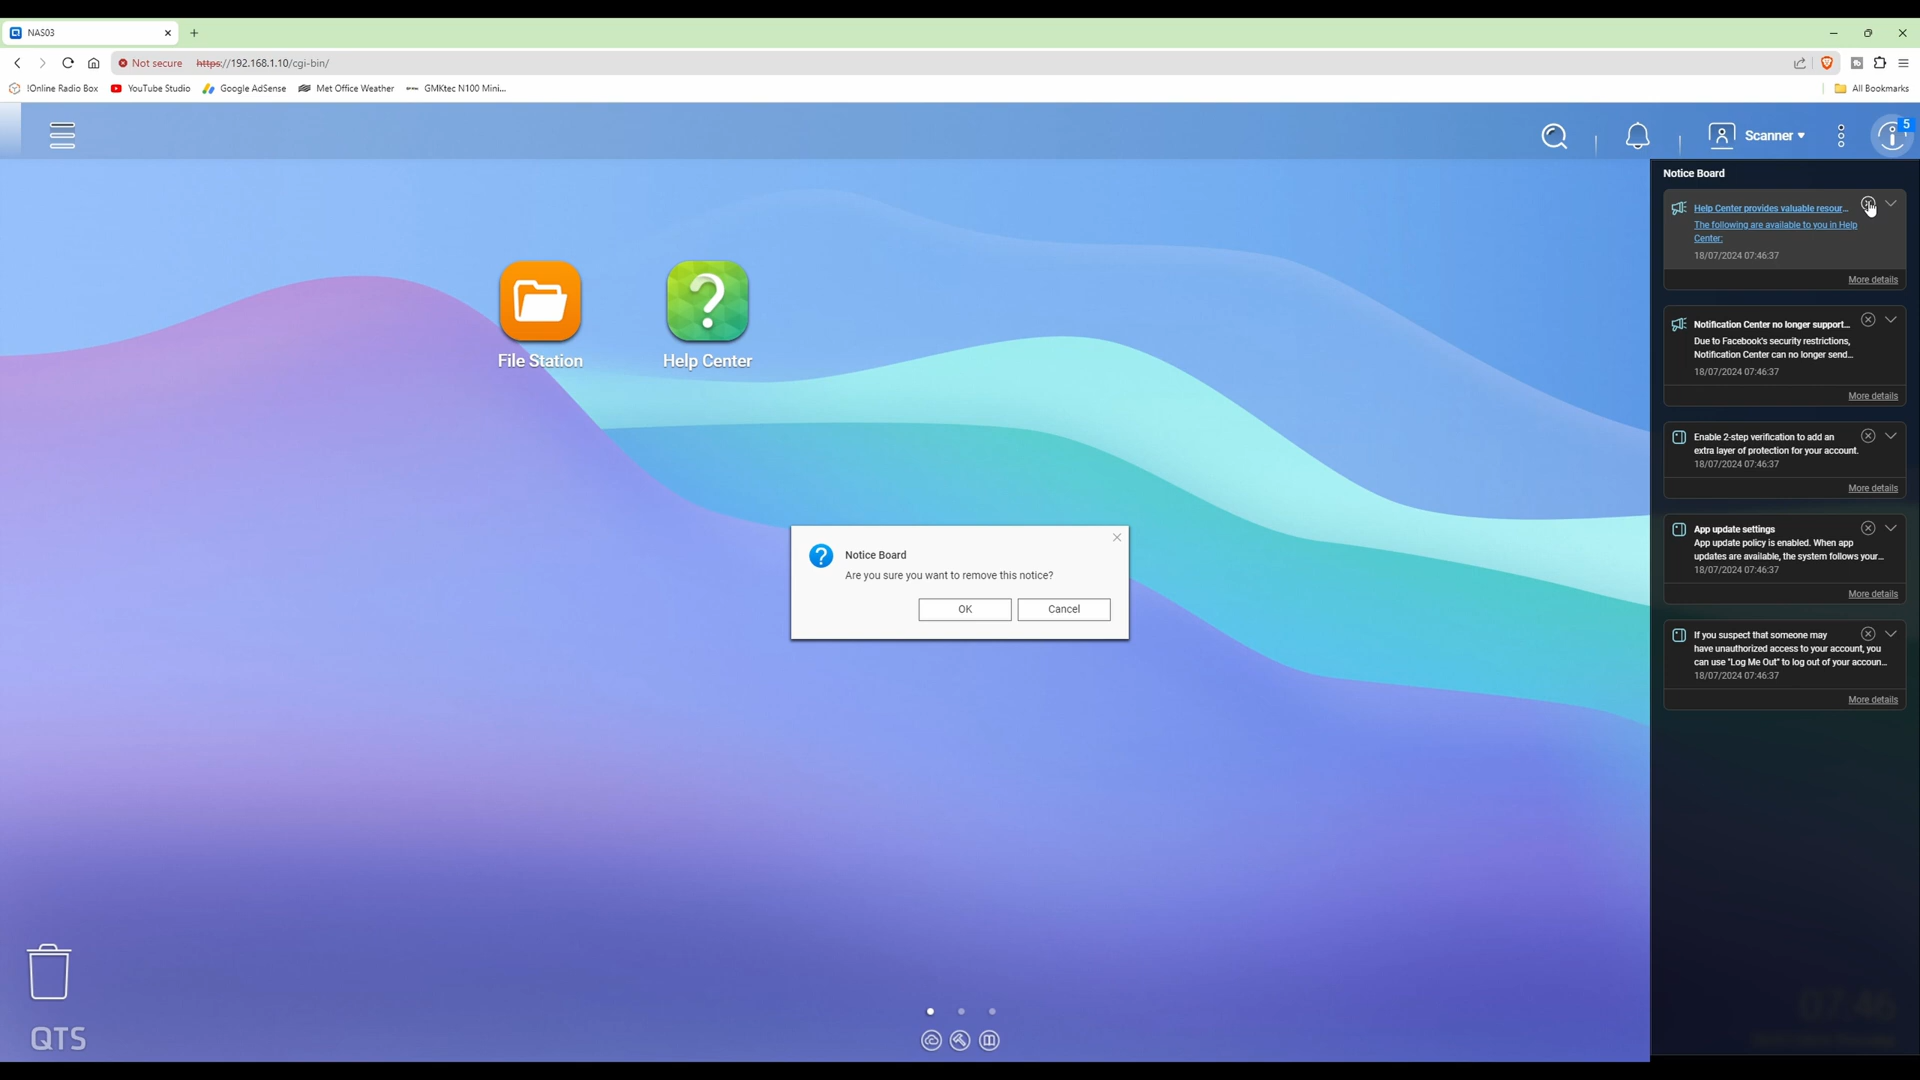 NAS03
Not secure https://192.168.1.10/cgi-bin/
!Online Radio Box YouTube Studio Google AdSense Met Office Weather GMKtec N100 Mini... All Bookmarks
Scanner 5
Notice Board
Help Center provides valuable resour...
The following are available to you in Help
Center:
18/07/2024 07:46:37
More details
Notification Center no longer support...
Due to Facebook's security restrictions,
Notification Center can no longer send...
18/07/2024 07:46:37
More details
Enable 2-step verification to add an
extra layer of protection for your account.
18/07/2024 07:46:37
More details
App update settings
App update policy is enabled. When app
updates are available, the system follows your...
18/07/2024 07:46:37
More details
If you suspect that someone may
have unauthorized access to your account, you
can use "Log Me Out" to log out of your accoun...
18/07/2024 07:46:37
More details
File Station Help Center
Notice Board
Are you sure you want to remove this notice?
OK Cancel
07:46
QTS